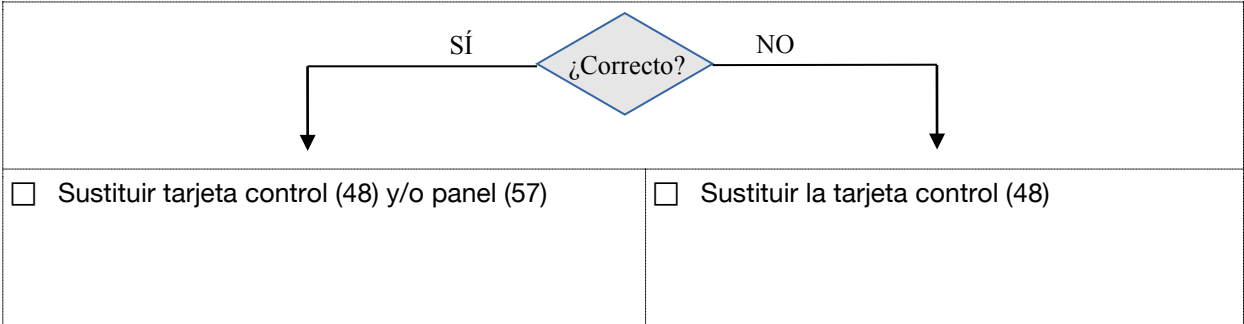 SÍ
¿Correcto?
NO
Sustituir tarjeta control (48) y/o panel (57)
Sustituir la tarjeta control (48)